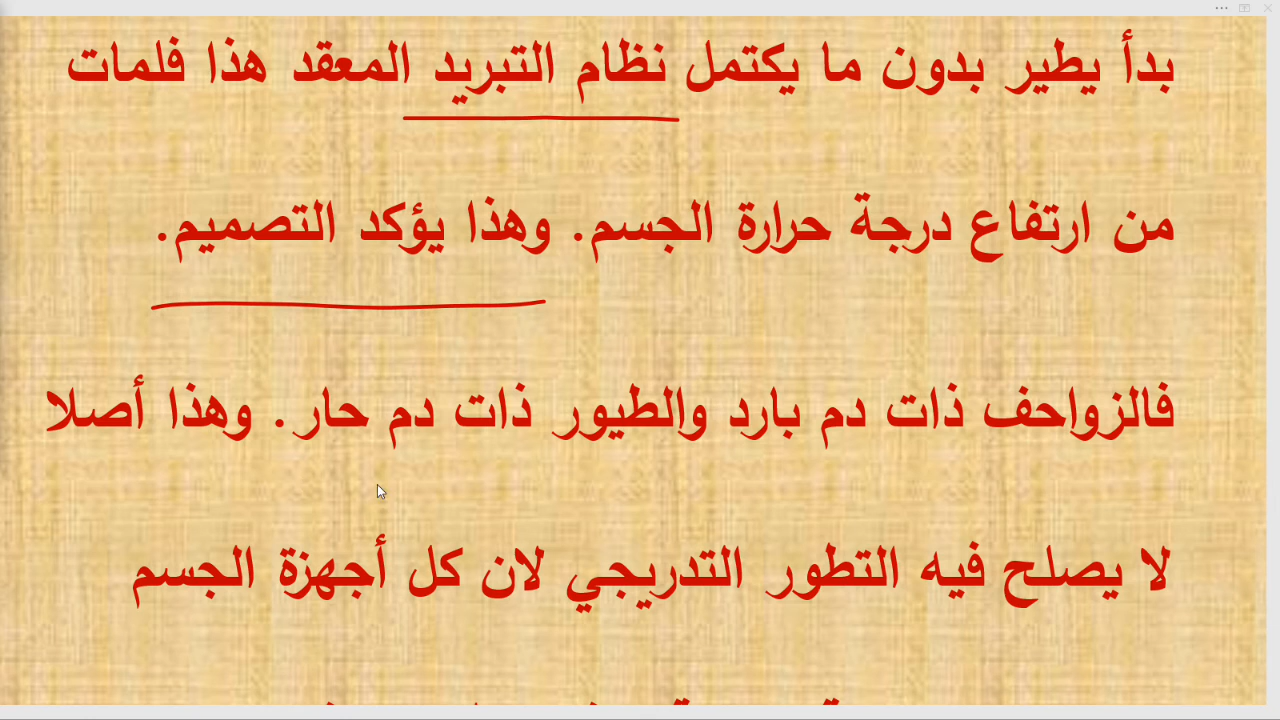 بدأ يطير بدون ما يكتمل نظام التبريد المعقد هذا فلمات
من ارتفاع درجة حرارة الجسم. وهذا يؤكد التصميم.
فالزواحف ذات دم بارد والطيور ذات دم حار. وهذا أصلا
لا يصلح فيه التطور التدريجي لان كل أجهزة الجسم